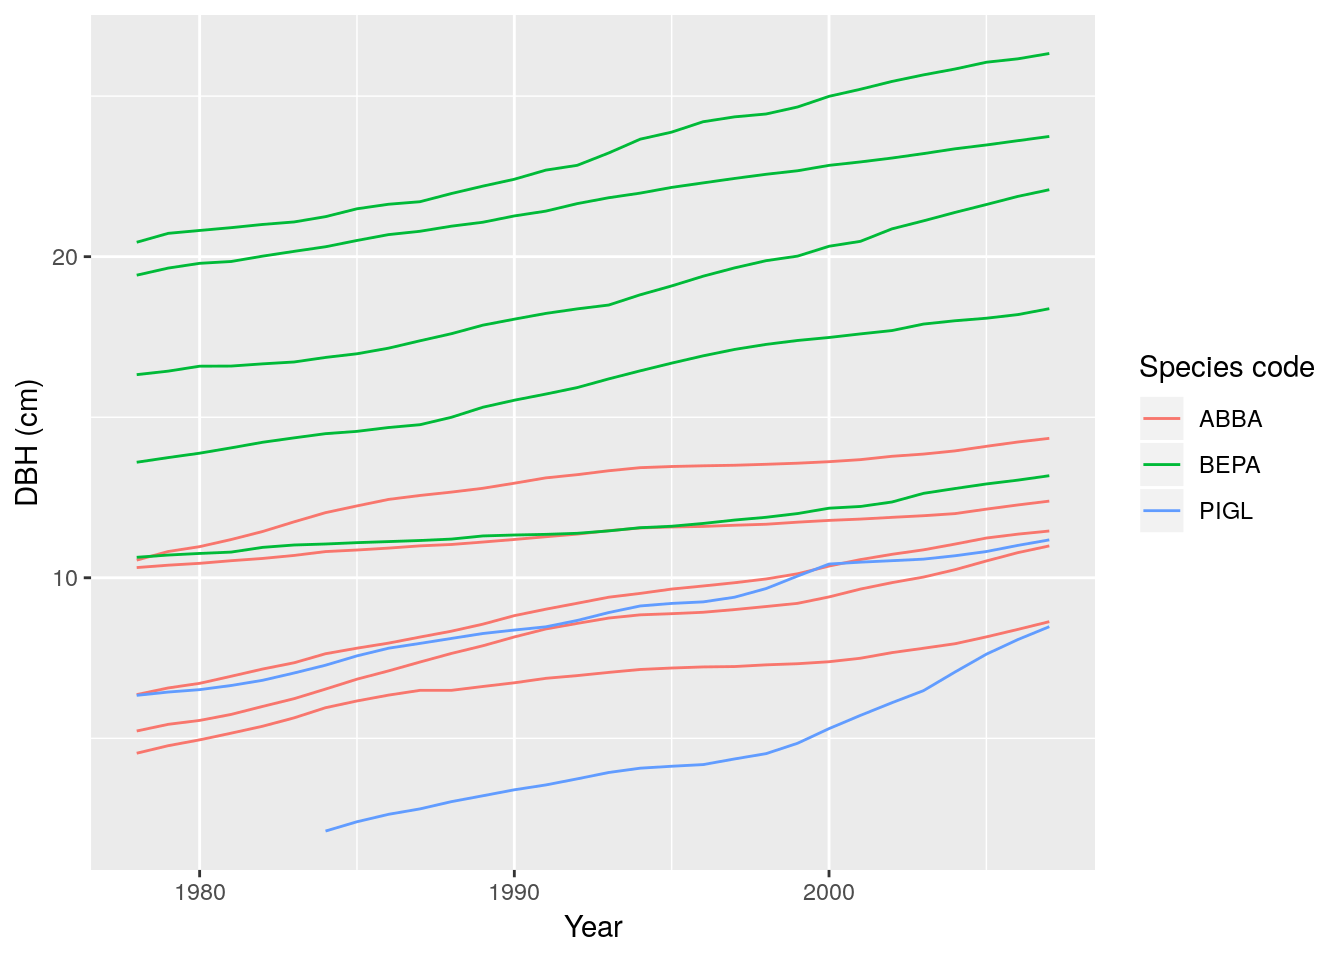 20
10
DBH (cm)
1980
1990
2000
Year
Species code
ABBA
BEPA
PIGL